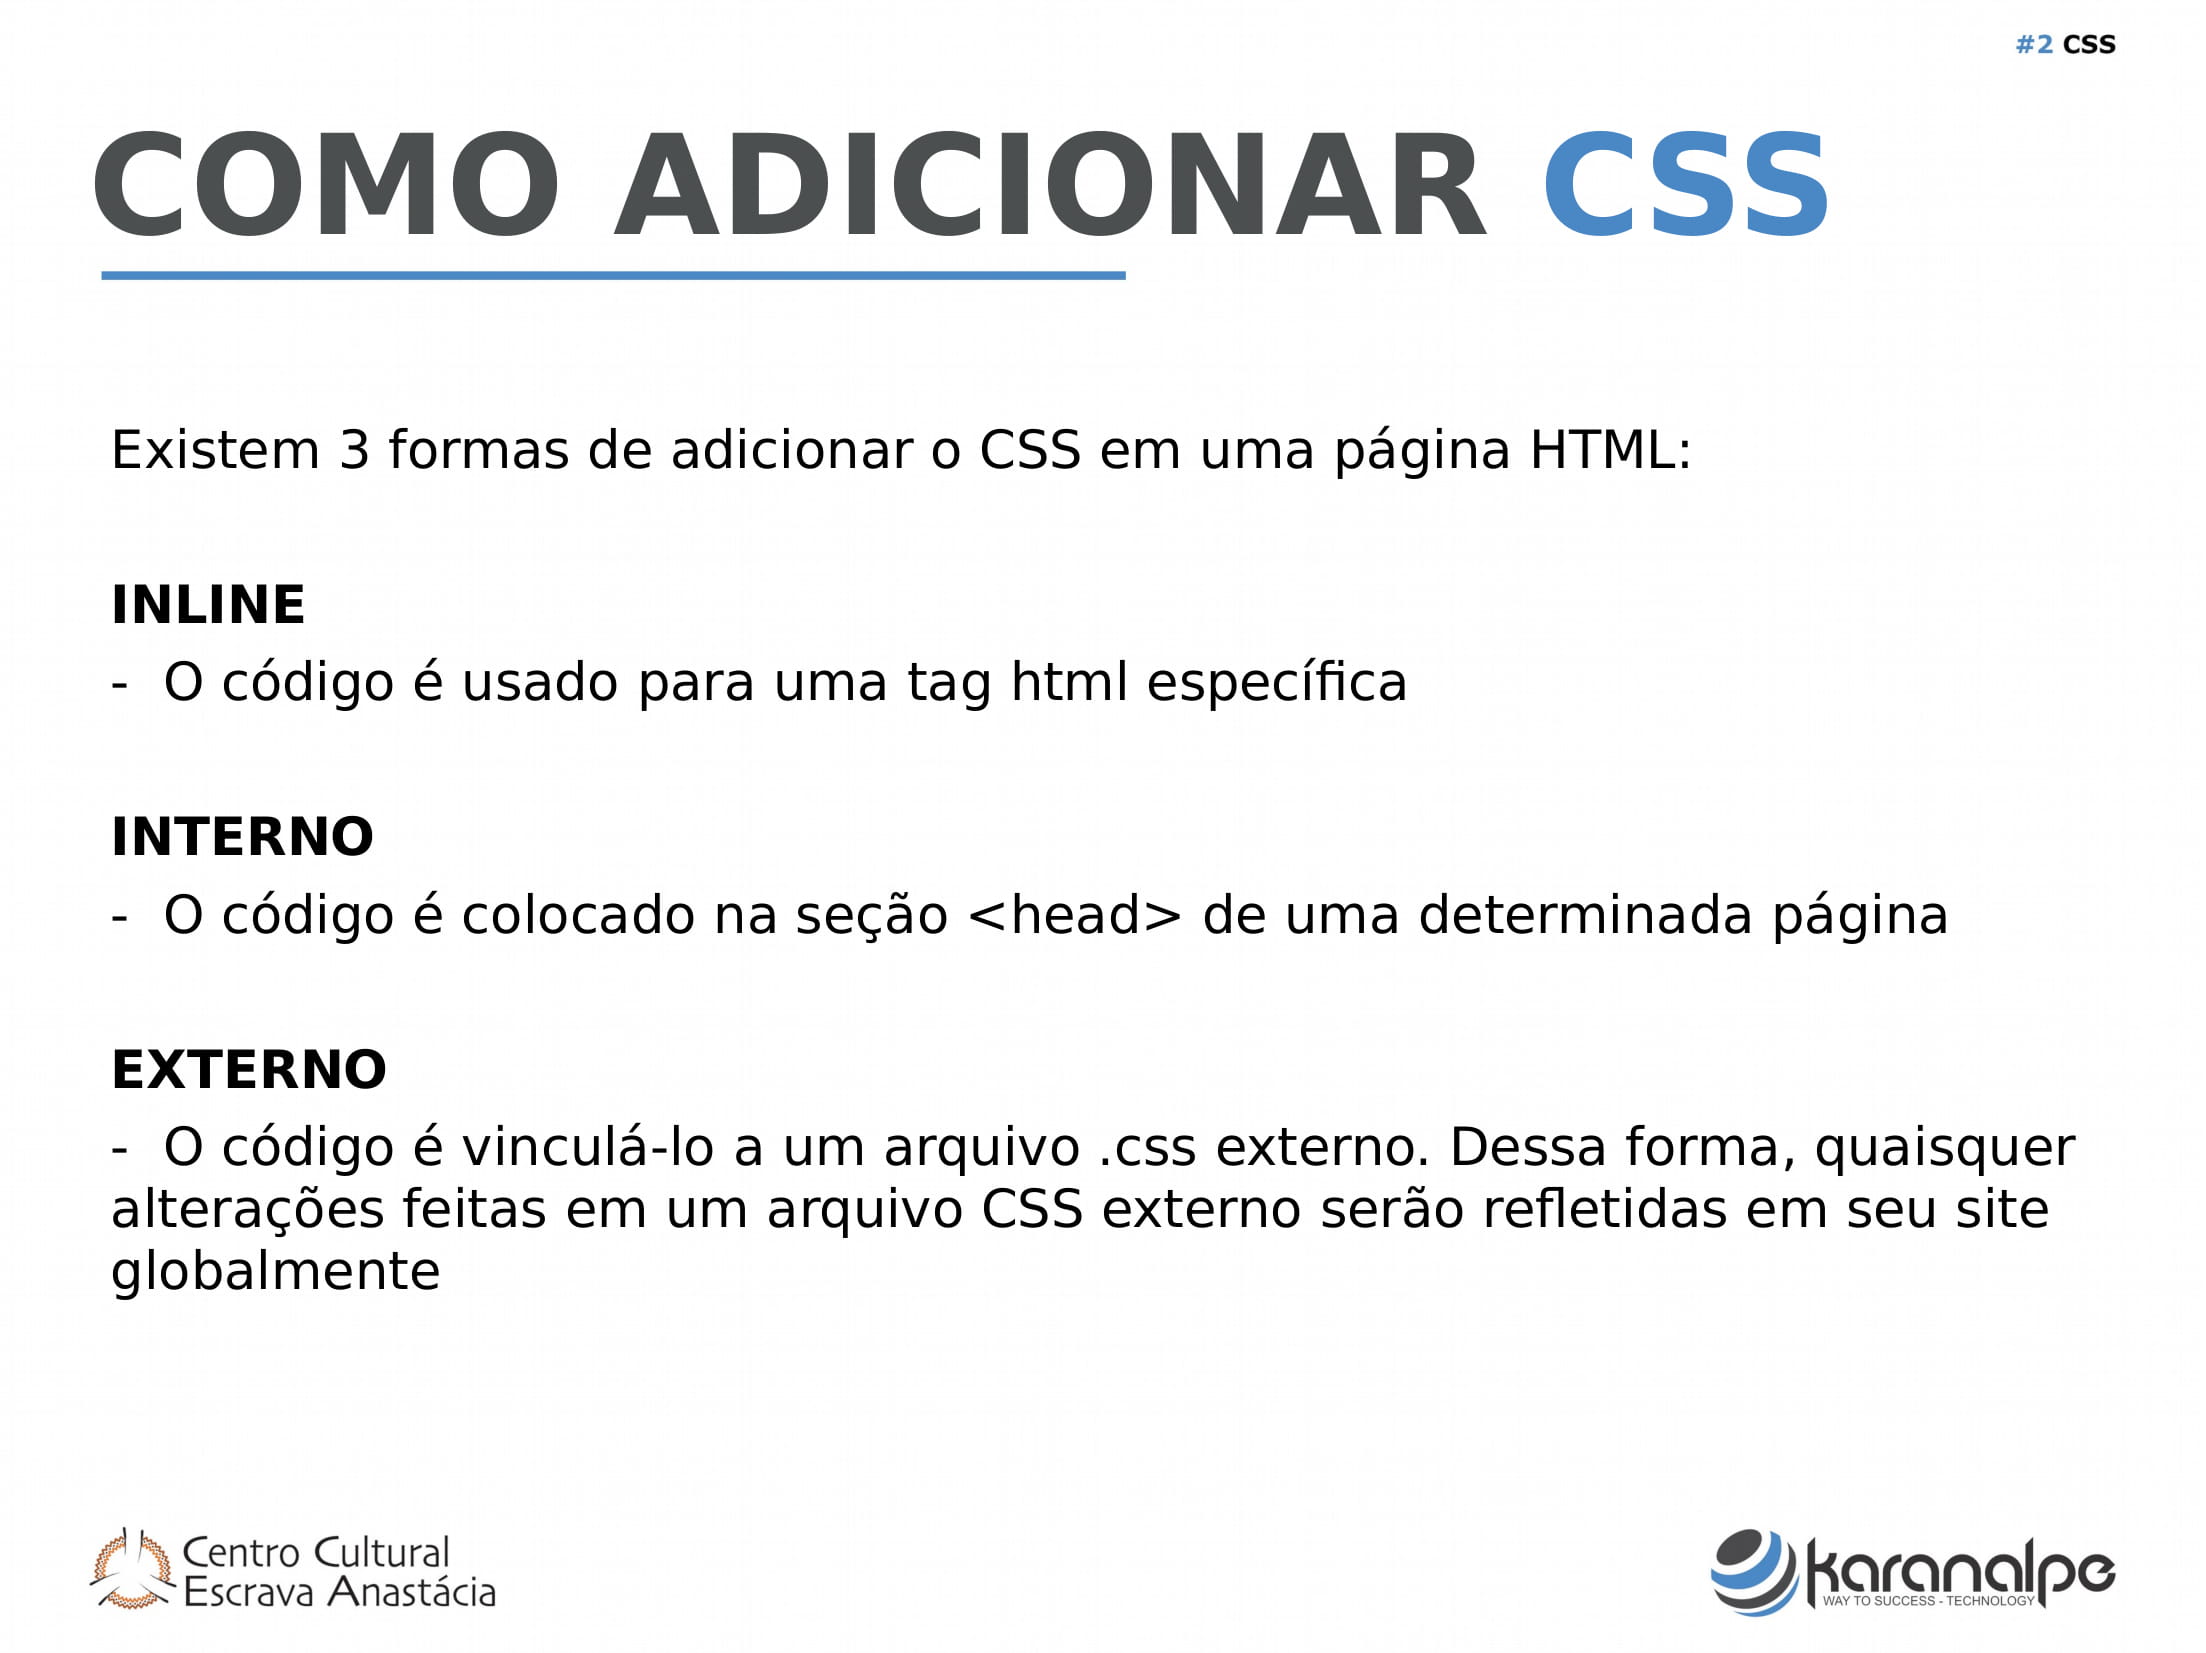 #2 CSS
COMO ADICIONAR CSS
Existem 3 formas de adicionar o CSS em uma página HTML:
INLINE
- O código é usado para uma tag html específica
INTERNO
- O código é colocado na seção <head> de uma determinada página
EXTERNO
- O código é vinculá-lo a um arquivo .css externo. Dessa forma, quaisquer
alterações feitas em um arquivo CSS externo serão refletidas em seu site
globalmente
Centro Cultural
Escrava Anastácia
karanalpe
WAY TO SUCCESS - TECHNOLOGY